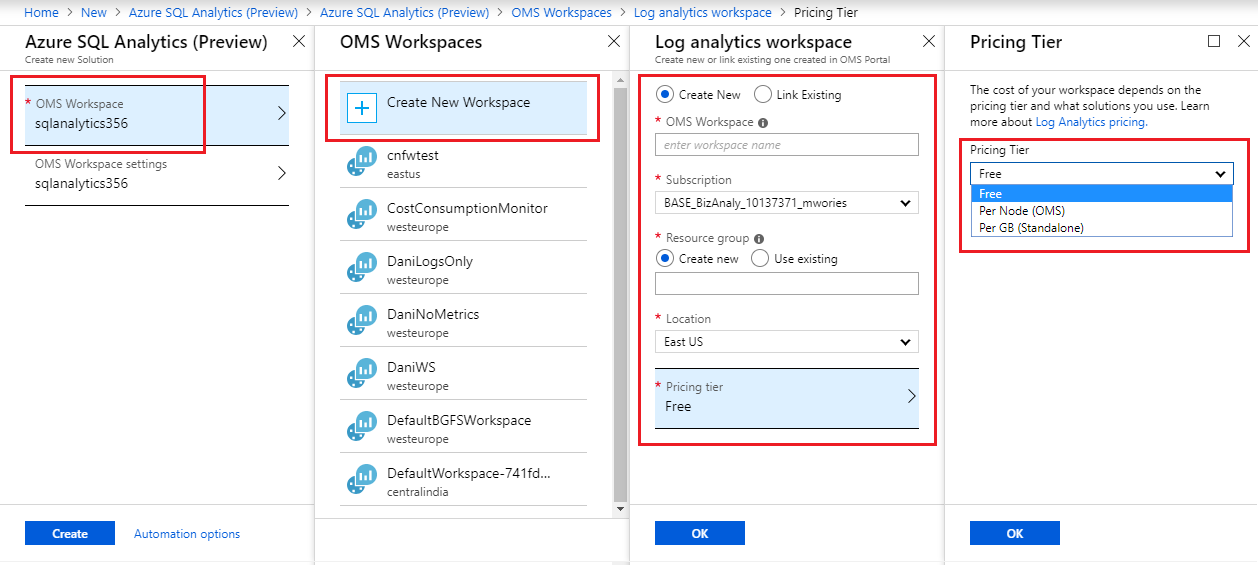 Home > New > Azure SQL Analytics (Preview) > Azure SQL Analytics (Preview) > OMS Workspaces > Log analytics workspace > Pricing Tier
Azure SQL Analytics (Preview)
Create new Solution
* OMS Workspace
sqlanalytics356
OMS Workspace settings
sqlanalytics356
Create
Automation options
OMS Workspaces
Create New Workspace
cnfwtest
eastus
CostConsumptionMonitor
westeurope
DaniLogsOnly
westeurope
DaniNoMetrics
westeurope
DaniWS
westeurope
DefaultBGFSWorkspace
westeurope
DefaultWorkspace-741fd...
centralindia
Log analytics workspace
Create new or link existing one created in OMS Portal
Create New Link Existing
* OMS Workspace
enter workspace name
* Subscription
BASE_BizAnaly_10137371_mwories
* Resource group
Create new Use existing
* Location
East US
* Pricing tier
Free
OK
Pricing Tier
The cost of your workspace depends on the
pricing tier and what solutions you use. Learn
more about Log Analytics pricing.
Pricing Tier
Free
Free
Per Node (OMS)
Per GB (Standalone)
OK